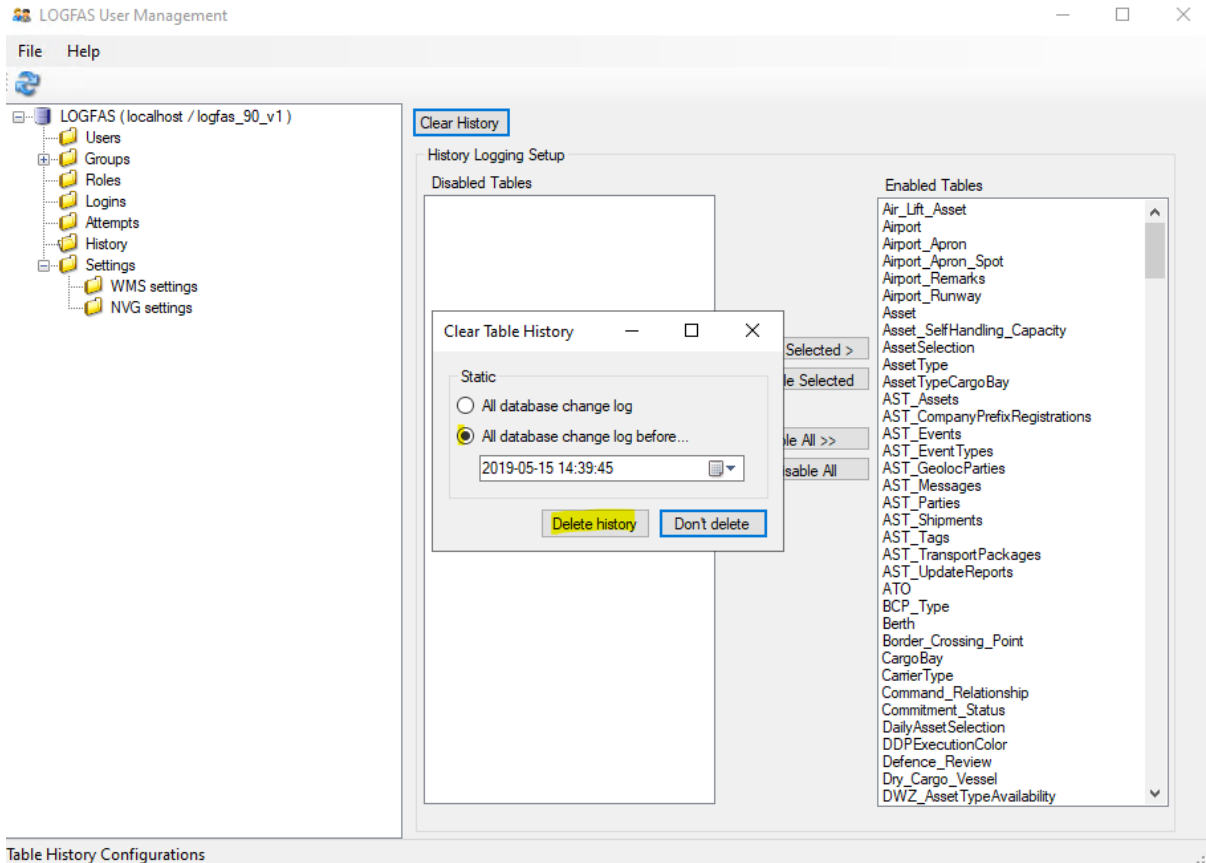 LOGFAS User Management
File Help
LOGFAS (localhost / logfas_90_v1)
Users
Groups
Roles
Logins
Attempts
History
Settings
WMS settings
NVG settings
Clear History
History Logging Setup
Disabled Tables
Clear Table History
Static
All database change log
All database change log before...
2019-05-15 14:39:45
Delete history Don't delete
Selected >
le Selected
ble All >>
isable All
Enabled Tables
Air_Lift_Asset
Airport
Airport_Apron
Airport_Apron_Spot
Airport_Remarks
Airport_Runway
Asset
Asset_SelfHandling_Capacity
AssetSelection
AssetType
AssetTypeCargoBay
AST_Assets
AST_CompanyPrefixRegistrations
AST_Events
AST_EventTypes
AST_GeolocParties
AST_Messages
AST_Parties
AST_Shipments
AST_Tags
AST_TransportPackages
AST_UpdateReports
ATO
BCP_Type
Berth
Border_Crossing_Point
CargoBay
CarrierType
Command_Relationship
Commitment_Status
DailyAssetSelection
DDPExecutionColor
Defence_Review
Dry_Cargo_Vessel
DWZ_AssetTypeAvailability
Table History Configurations